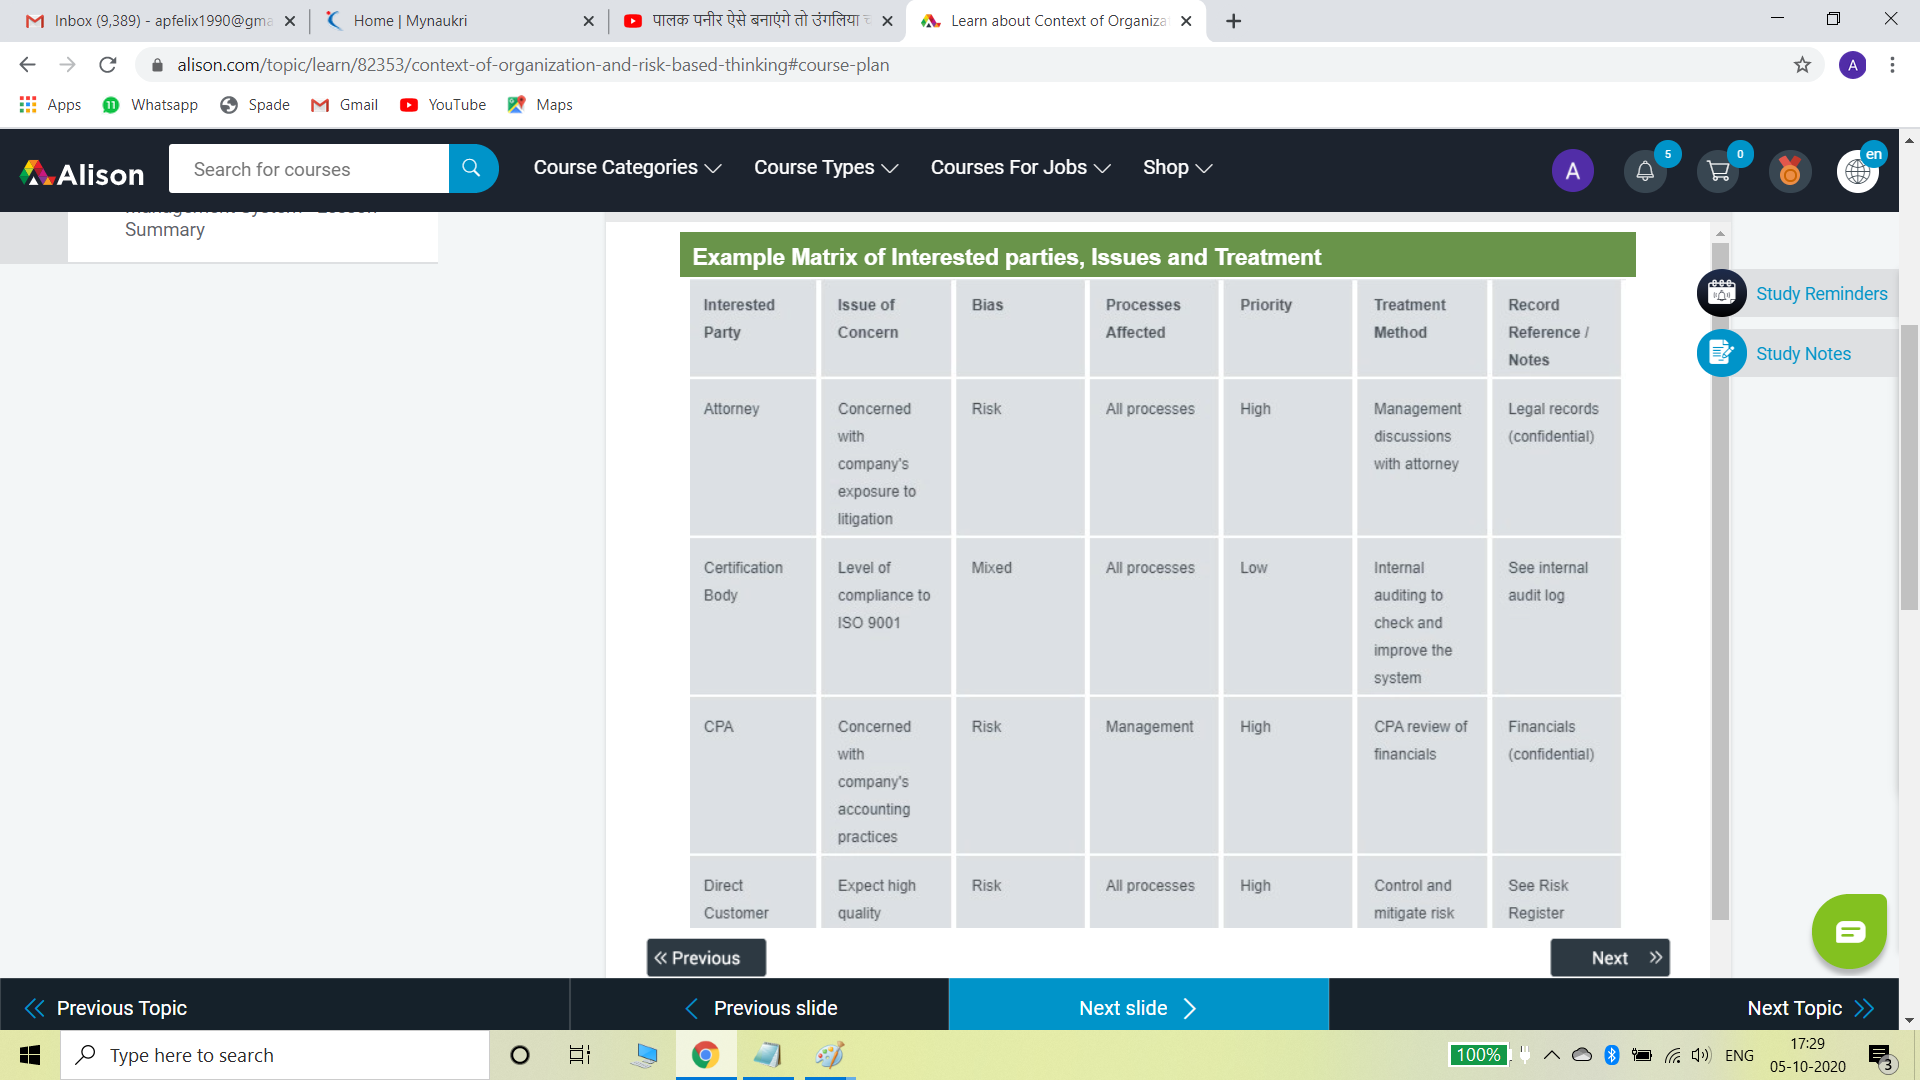 Inbox (9,389) - apfelix1990@gma
Home | Mynaukri
पालक पनीर ऐसे बनाएंगे तो उंगलिया
Learn about Context of Organiza
alison.com/topic/learn/82353/context-of-organization-and-risk-based-thinking#course-plan
A
Apps
11
Whatsapp
Spade
Gmail
YouTube
Maps
Alison
Search for courses
Course Categories
Course Types
Courses For Jobs
Shop
A
5
0
en
Summary
Example Matrix of Interested parties, Issues and Treatment
Interested
Party
Issue of
Concern
Bias
Processes
Affected
Priority
Treatment
Method
Record
Reference /
Notes
Attorney
Concerned
with
company's
exposure to
litigation
Risk
All processes
High
Management
discussions
with attorney
Legal records
(confidential)
Certification
Body
Level of
compliance to
ISO 9001
Mixed
All processes
Low
Internal
auditing to
check and
improve the
system
See internal
audit log
CPA
Concerned
with
company's
accounting
practices
Risk
Management
High
CPA review of
financials
Financials
(confidential)
Direct
Customer
Expect high
quality
Risk
All processes
High
Control and
mitigate risk
See Risk
Register
Study Reminders
Study Notes
Previous
Next
Previous Topic
Previous slide
Next slide
Next Topic
Type here to search
100%
ENG
17:29
05-10-2020
3